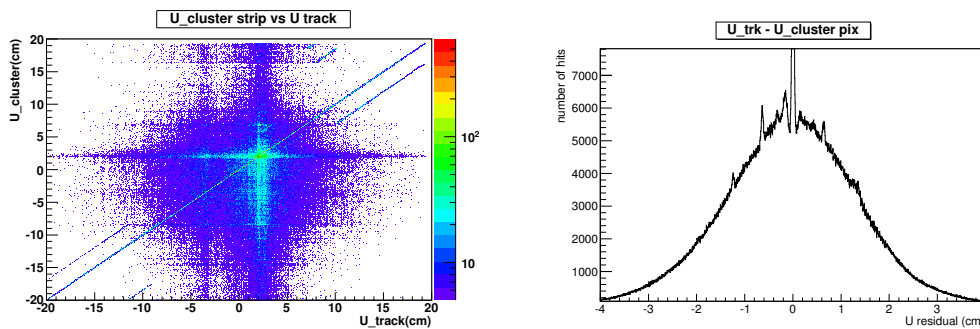 U_cluster strip vs U track
U_cluster(cm)
20
15
10
5
0
-5
-10
-15
-20
-20 -15 -10 -5 0 5 10 15 20
U_track(cm)
10²
10
U_trk - U_cluster pix
number of hits
7000
6000
5000
4000
3000
2000
1000
-4 -3 -2 -1 0 1 2 3
U residual (cm